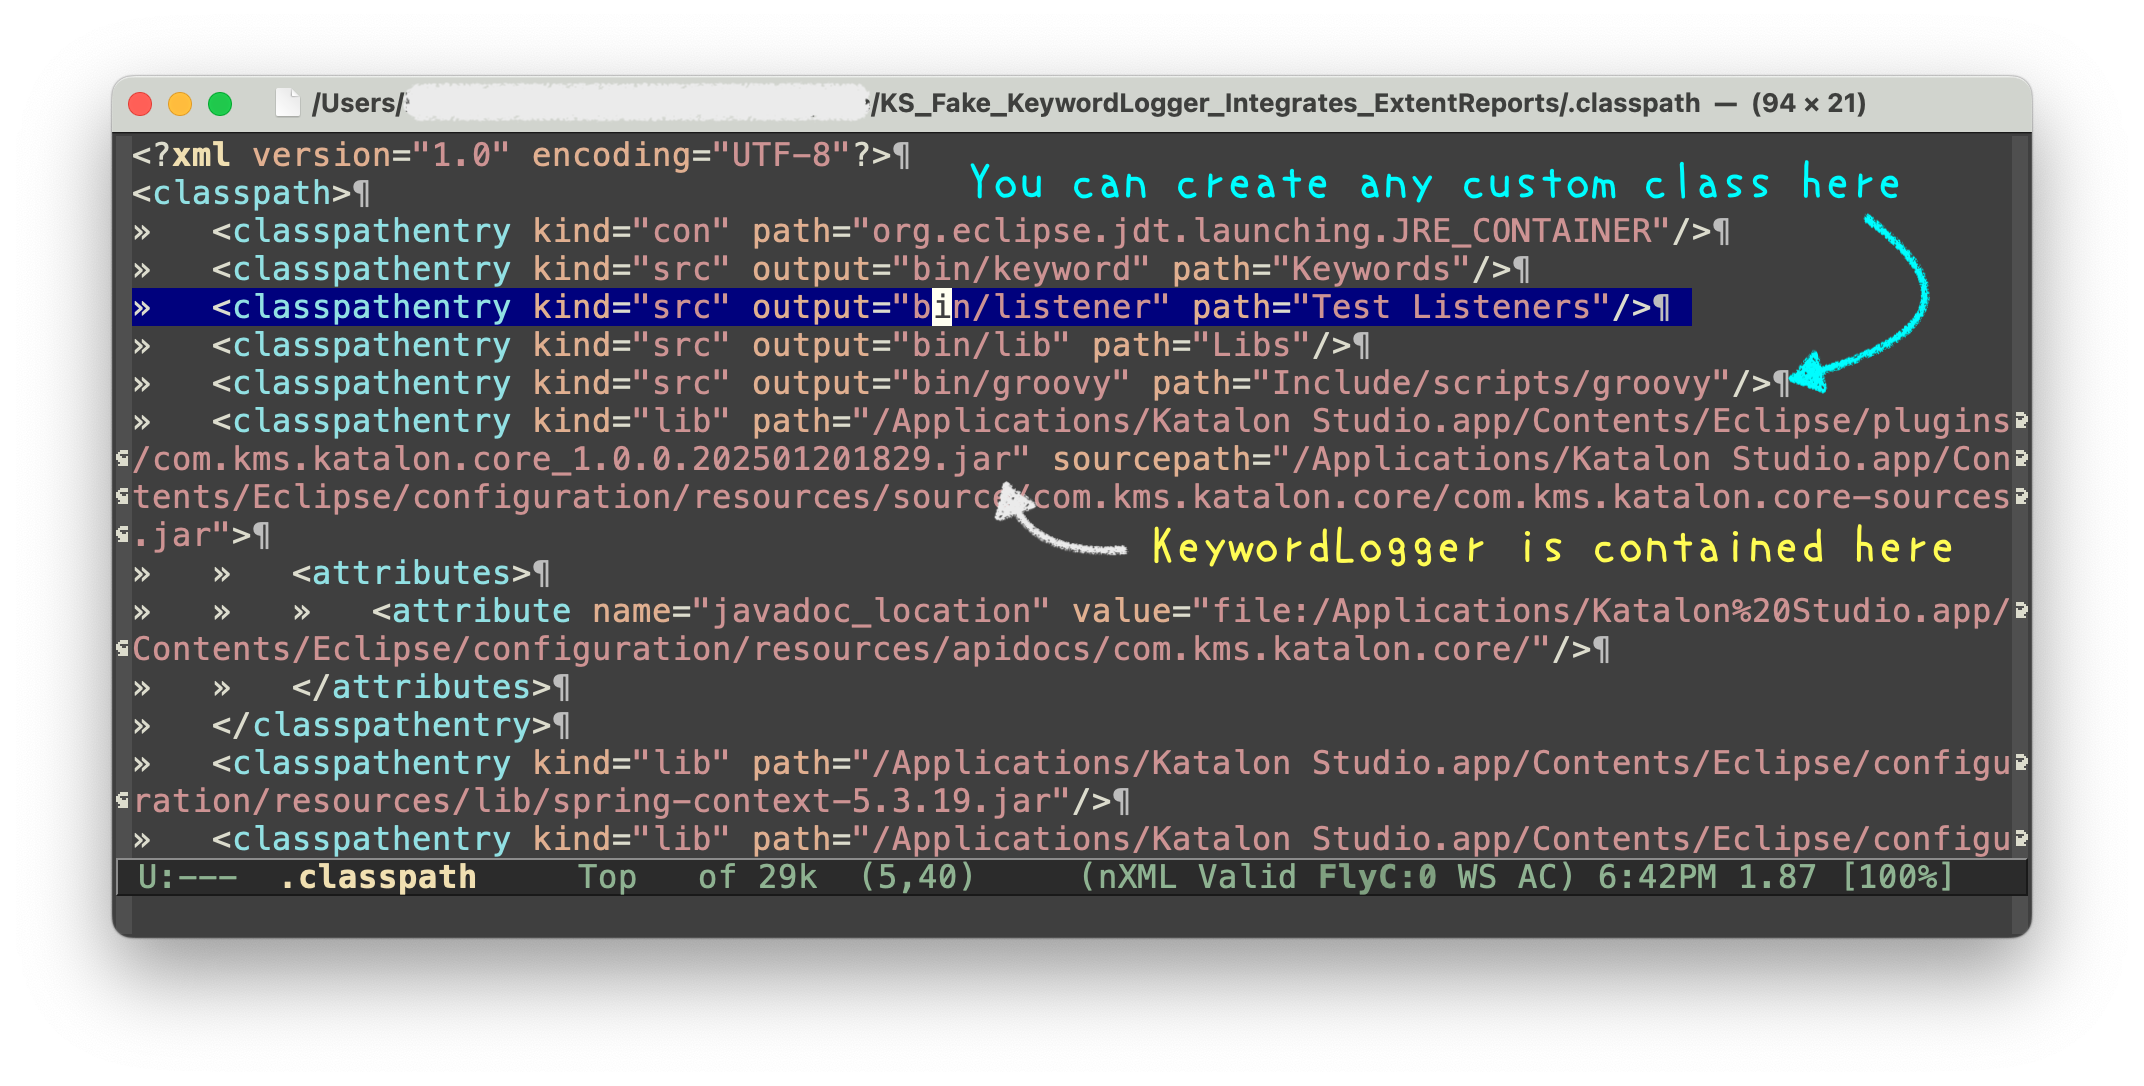 /Users/ /KS_Fake_KeywordLogger_Integrates_ExtentReports/.classpath — (94 × 21)
<?xml version="1.0" encoding="UTF-8"?>¶
You can create any custom class here
<classpath>¶
»   <classpathentry kind="con" path="org.eclipse.jdt.launching.JRE_CONTAINER"/>¶
»   <classpathentry kind="src" output="bin/keyword" path="Keywords"/>¶
»   <classpathentry kind="src" output="bin/listener" path="Test Listeners"/>¶
»   <classpathentry kind="src" output="bin/lib" path="Libs"/>¶
»   <classpathentry kind="src" output="bin/groovy" path="Include/scripts/groovy"/>¶
»   <classpathentry kind="lib" path="/Applications/Katalon Studio.app/Contents/Eclipse/plugins
/com.kms.katalon.core_1.0.0.202501201829.jar" sourcepath="/Applications/Katalon Studio.app/Con
tents/Eclipse/configuration/resources/source/com.kms.katalon.core/com.kms.katalon.core-sources
.jar">¶
KeywordLogger is contained here
»   »   <attributes>¶
»   »   »   <attribute name="javadoc_location" value="file:/Applications/Katalon%20Studio.app/
Contents/Eclipse/configuration/resources/apidocs/com.kms.katalon.core/"/>¶
»   »   </attributes>¶
»   </classpathentry>¶
»   <classpathentry kind="lib" path="/Applications/Katalon Studio.app/Contents/Eclipse/configu
ration/resources/lib/spring-context-5.3.19.jar"/>¶
»   <classpathentry kind="lib" path="/Applications/Katalon Studio.app/Contents/Eclipse/configu
U:--- .classpath Top of 29k (5,40) (nXML Valid FlyC:0 WS AC) 6:42PM 1.87 [100%]